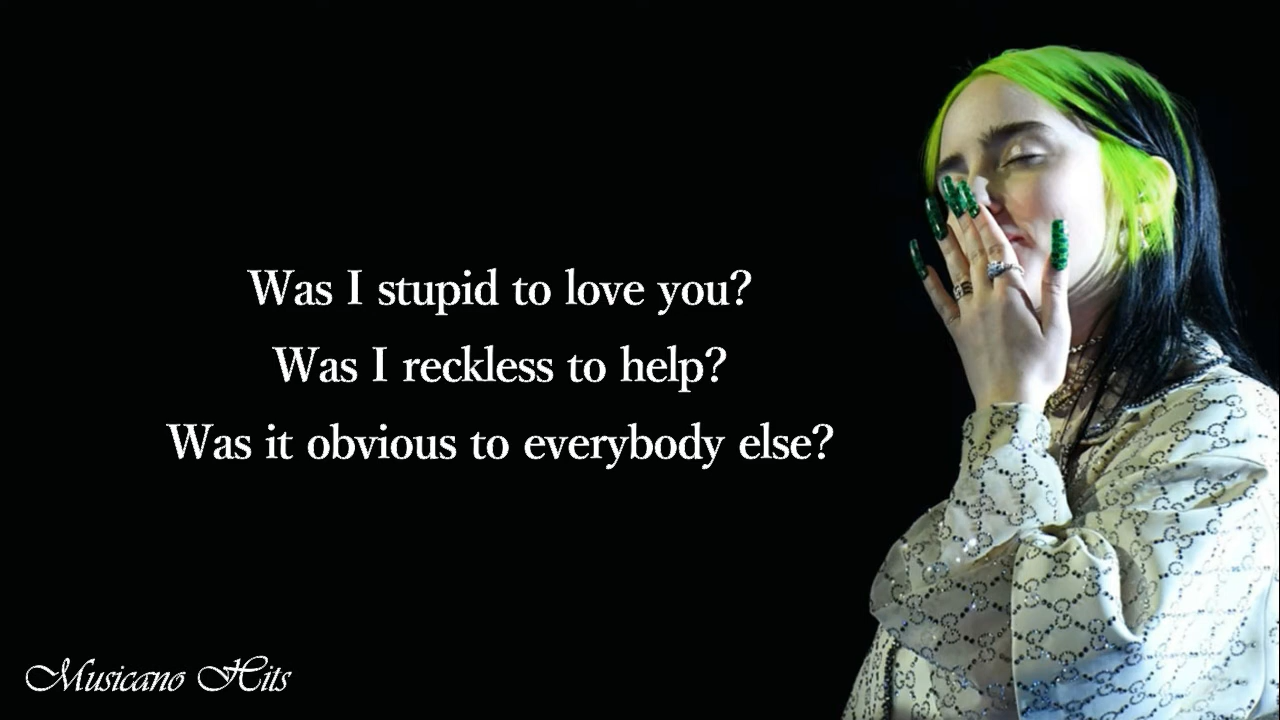 Was I stupid to love you?
Was I reckless to help?
Was it obvious to everybody else?
Musicano Hits